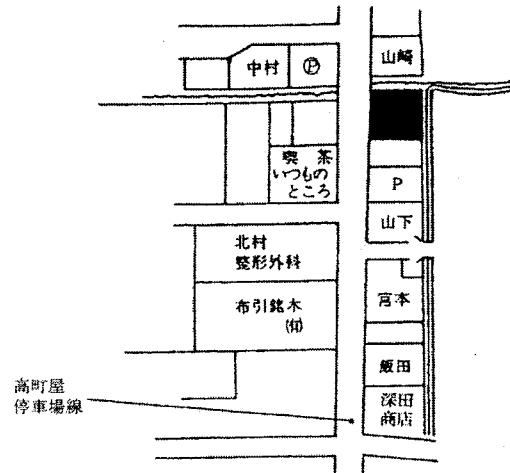 山崎
中村
Ⓟ
喫茶
いつもの
ところ
P
山下
北村
整形外科
宮本
布引銘木
㈲
飯田
高町屋
停車場線
深田
商店